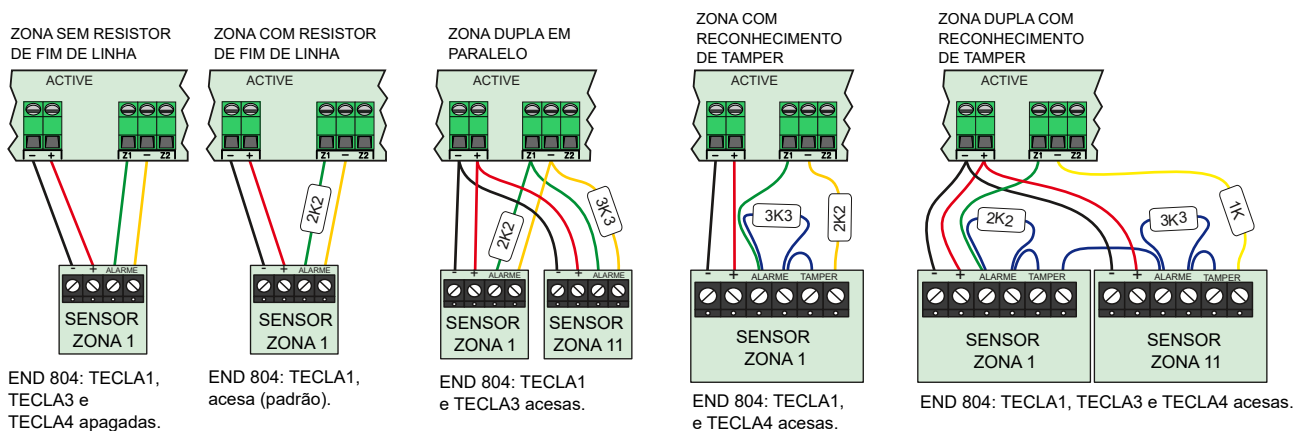 ZONA SEM RESISTOR
DE FIM DE LINHA
ACTIVE
- +
Z1 - Z2
- + ALARME
SENSOR
ZONA 1
END 804: TECLA1,
TECLA3 e
TECLA4 apagadas.
ZONA COM RESISTOR
DE FIM DE LINHA
ACTIVE
- +
Z1 - Z2
2K2
- + ALARME
SENSOR
ZONA 1
END 804: TECLA1,
acesa (padrão).
ZONA DUPLA EM
PARALELO
ACTIVE
- +
Z1 - Z2
2K2
3K3
- + ALARME
SENSOR
ZONA 1
- + ALARME
SENSOR
ZONA 11
END 804: TECLA1
e TECLA3 acesas.
ZONA COM
RECONHECIMENTO
DE TAMPER
ACTIVE
- +
Z1 - Z2
3K3
2K2
- + ALARME TAMPER
SENSOR
ZONA 1
END 804: TECLA1,
e TECLA4 acesas.
ZONA DUPLA COM
RECONHECIMENTO
DE TAMPER
ACTIVE
- +
Z1 - Z2
2K2
3K3
1K
- + ALARME TAMPER
SENSOR
ZONA 1
- + ALARME TAMPER
SENSOR
ZONA 11
END 804: TECLA1, TECLA3 e TECLA4 acesas.